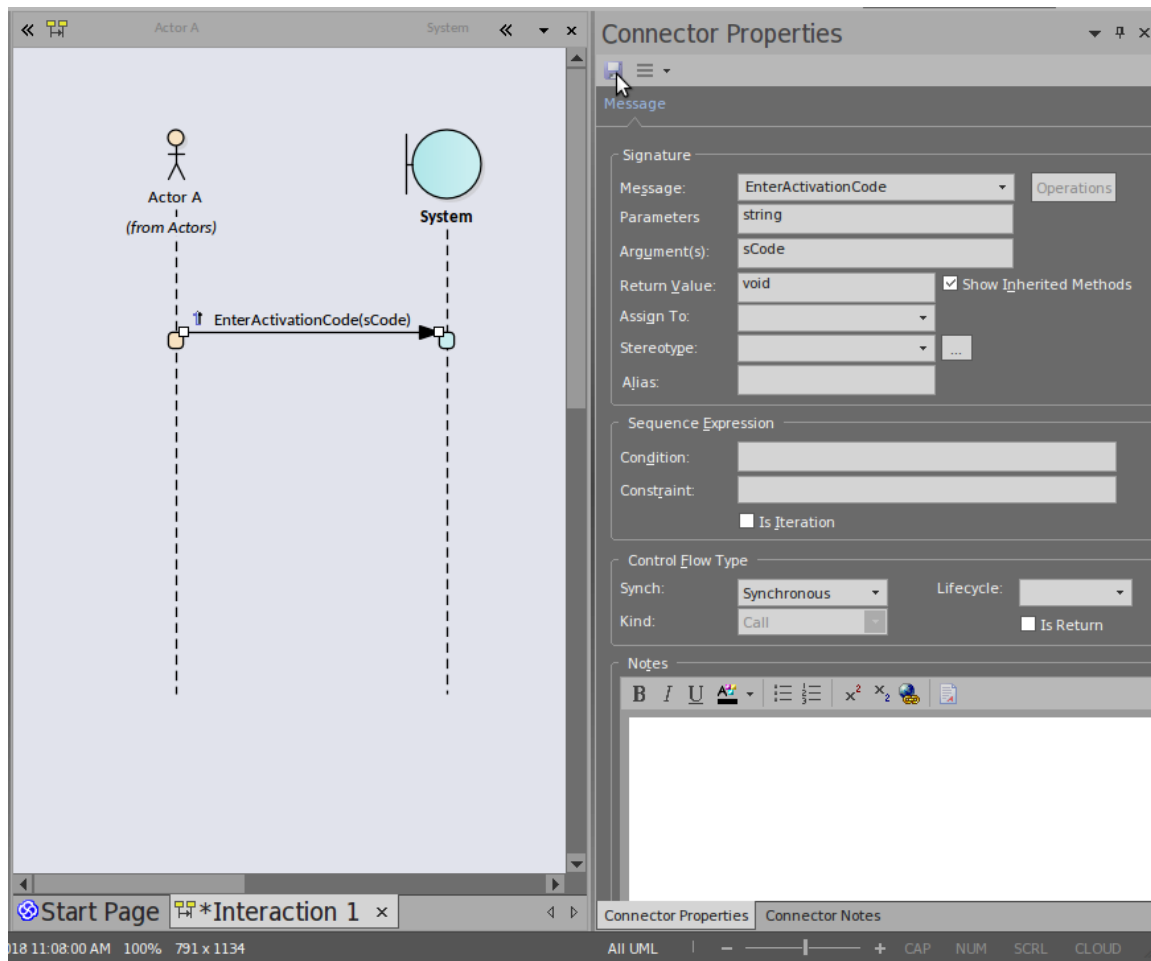 Actor A System
Actor A
(from Actors)
System
EnterActivationCode(sCode)
Start Page *Interaction 1
018 11:08:00 AM 100% 791 x 1134
Connector Properties
Message
Signature
Message: EnterActivationCode Operations
Parameters string
Argument(s): sCode
Return Value: void Show Inherited Methods
Assign To:
Stereotype: ...
Alias:
Sequence Expression
Condition:
Constraint:
Is Iteration
Control Flow Type
Synch: Synchronous Lifecycle:
Kind: Call Is Return
Notes
B I U x² x₂
Connector Properties Connector Notes
All UML CAP NUM SCRL CLOUD